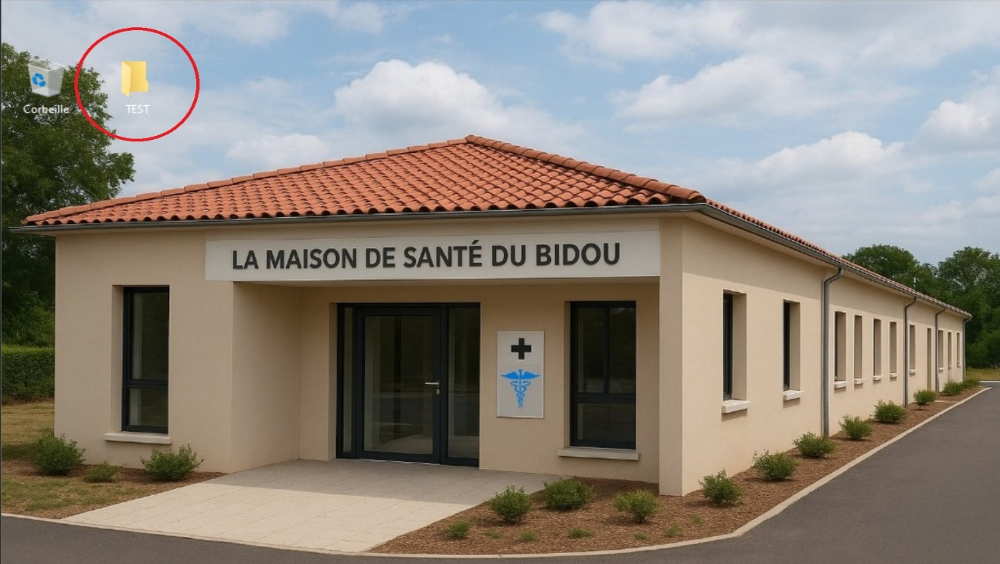 Corbeille
TEST
LA MAISON DE SANTÉ DU BIDOU